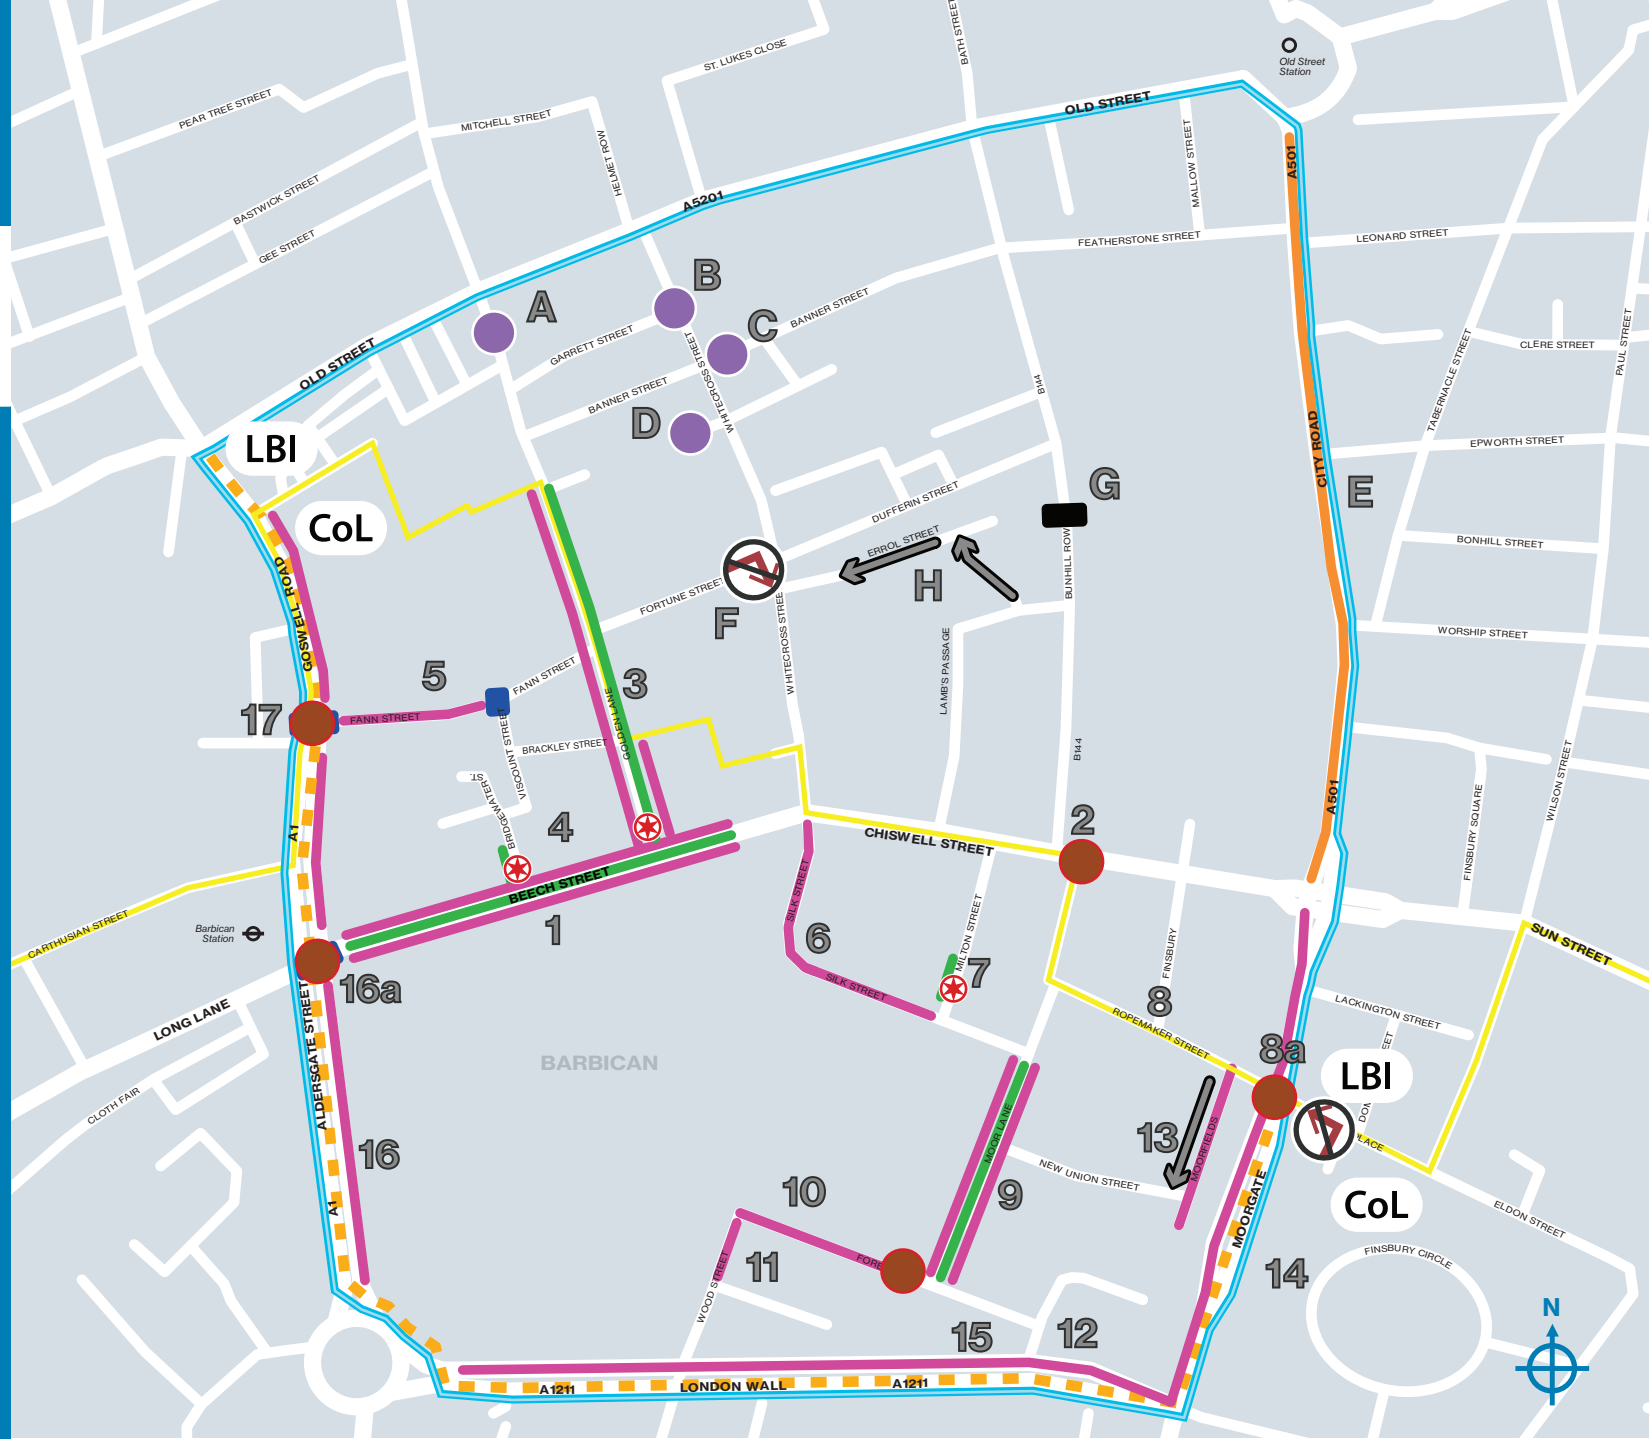 BATH STREET
Old Street
Station
ST. LUKES CLOSE
PEAR TREE STREET
MITCHELL STREET
OLD STREET
MALLOW STREET
A501
HELMET ROW
BASTWICK STREET
GEE STREET
A5201
FEATHERSTONE STREET
LEONARD STREET
A
B
C
BANNER STREET
GARRETT STREET
OLD STREET
WHITECROSS STREET
BANNER STREET
D
B144
CLERE STREET
PAUL STREET
TABERNACLE STREET
CITY ROAD
EPWORTH STREET
LBI
CoL
E
G
DUFFERIN STREET
ERROL STREET
BONHILL STREET
BUNHILL ROW
H
F
FORTUNE STREET
WHITECROSS STREE
GOSWELL ROAD
WORSHIP STREET
LAMB'S PASSAGE
5
3
FANN STREET
17
FANN STREET
VISCOUNT STREET
GOLDEN LANE
BRACKLEY STREET
B144
ST.
BRIDGEWATER
A501
WILSON STREET
FINSBURY SQUARE
A1
4
2
CHISWELL STREET
BEECH STREET
1
SILK STREET
6
SILK STREET
MILTON STREET
7
FINSBURY
8
CARTHUSIAN STREET
Barbican
Station
SUN STREET
16a
LONG LANE
ALDERSGATE STREET
LACKINGTON STREET
ROPEMAKER STREET
8a
EET
LBI
DOM
PLACE
BARBICAN
CLOTH FAIR
16
13
MOORFIELDS
MOOR LANE
NEW UNION STREET
9
10
A1
MOORGATE
CoL
ELDON STREET
11
FORE
WOOD STREET
14
FINSBURY CIRCLE
15
12
N
A1211
LONDON WALL
A1211